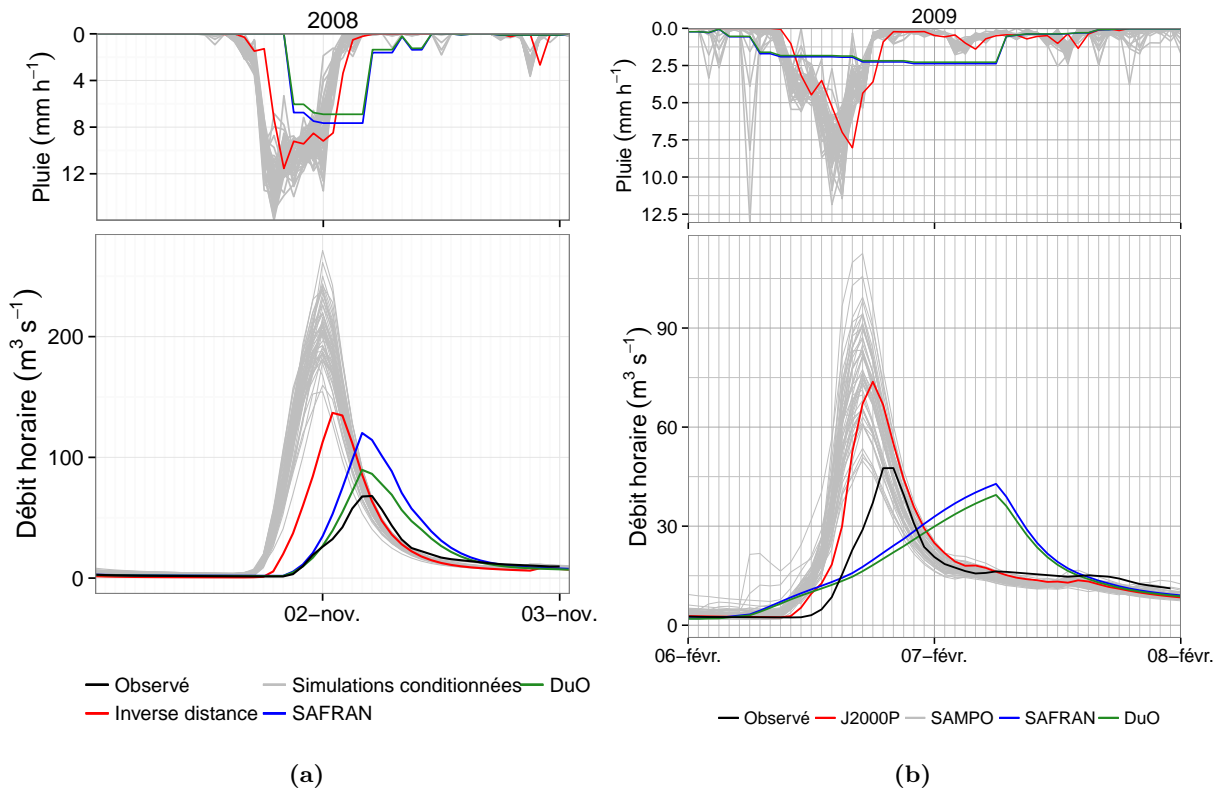 2008
0
4
8
12
Pluie (mm h−1)
0
100
200
Débit horaire (m3 s−1)
02−nov.
03−nov.
Observé
Simulations conditionnées
DuO
Inverse distance
SAFRAN
(a)
2009
0.0
2.5
5.0
7.5
10.0
12.5
Pluie (mm h−1)
0
30
60
90
Débit horaire (m3 s−1)
06−févr.
07−févr.
08−févr.
Observé
J2000P
SAMPO
SAFRAN
DuO
(b)